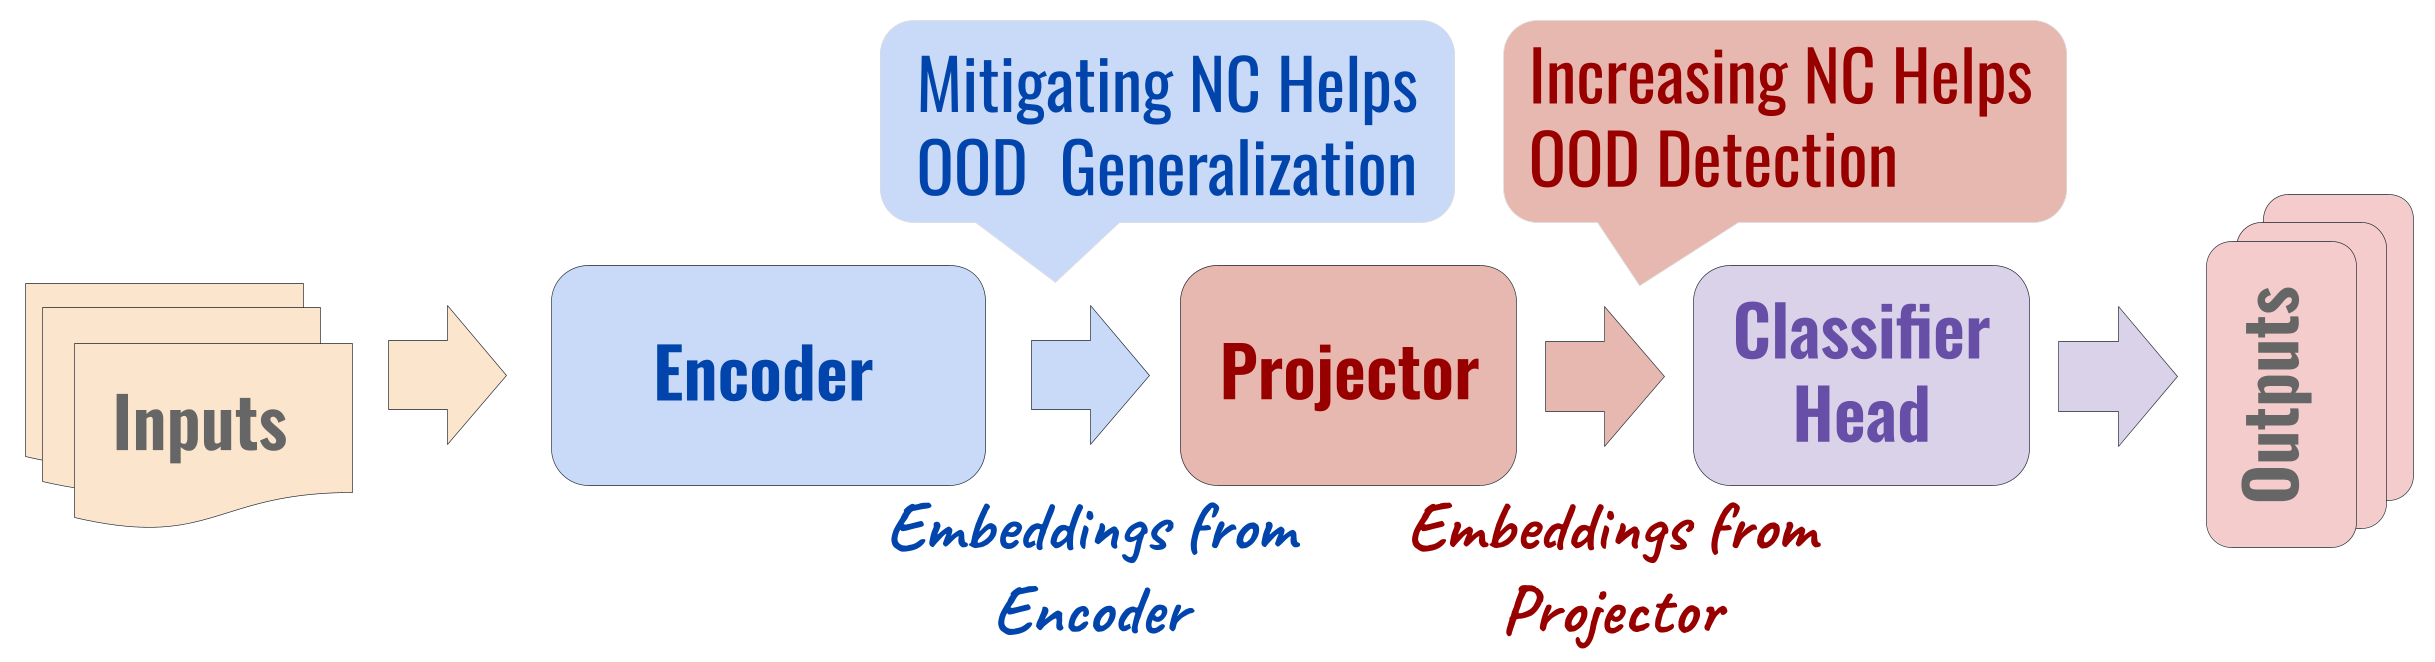 Mitigating NC Helps
OOD Generalization
Increasing NC Helps
OOD Detection
Inputs
Encoder
Projector
Classifier
Head
Outputs
Embeddings from
Encoder
Embeddings from
Projector